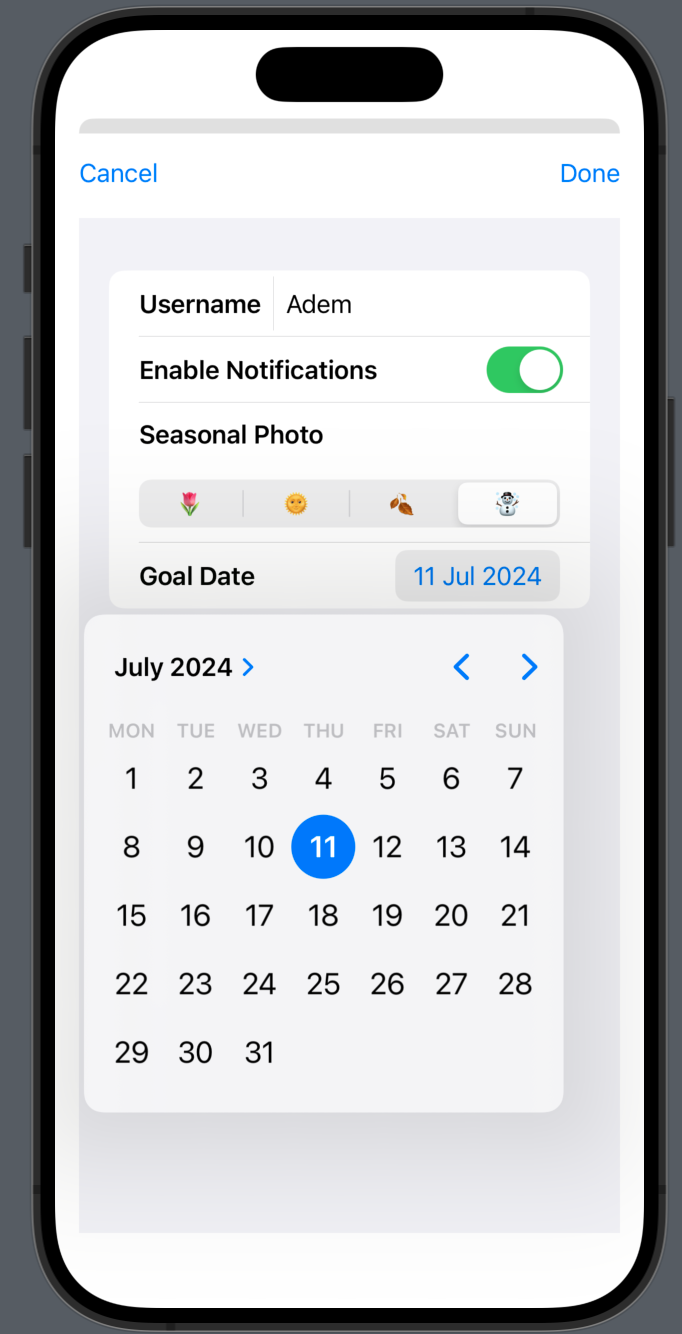 Cancel Done
Username Adem
Enable Notifications
Seasonal Photo
Goal Date 11 Jul 2024
July 2024
MON TUE WED THU FRI SAT SUN
1 2 3 4 5 6 7
8 9 10 11 12 13 14
15 16 17 18 19 20 21
22 23 24 25 26 27 28
29 30 31